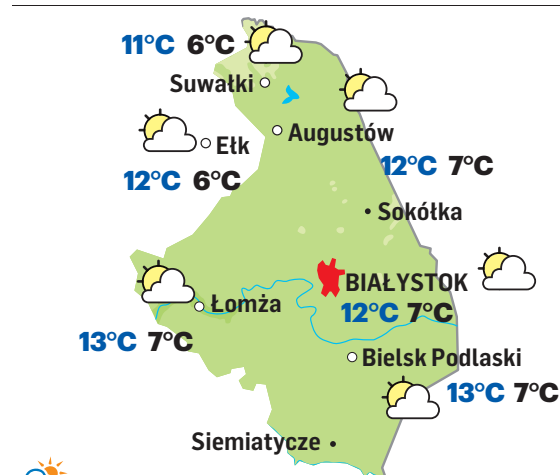 11°C 6°C
Suwałki
Augustów
Ełk
12°C 6°C
12°C 7°C
Sokółka
BIAŁYSTOK
Łomża
12°C 7°C
13°C 7°C
Bielsk Podlaski
13°C 7°C
Siemiatycze